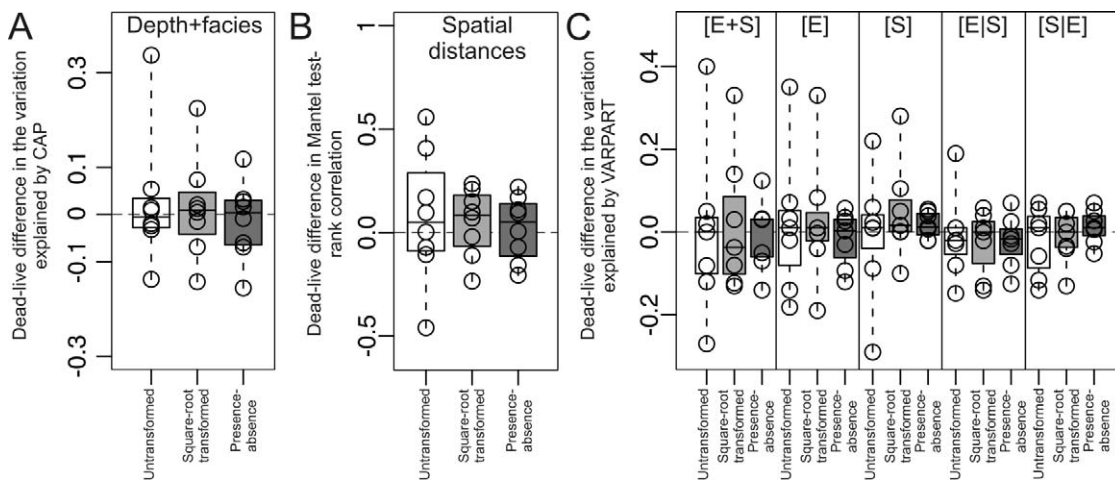 A
Depth+facies
Dead-live difference in the variation
explained by CAP
0.3
0.1
0
-0.1
-0.3
Untransformed
Square-root
transformed
Presence-
absence
B
Spatial
distances
Dead-live difference in Mantel test-
rank correlation
1
0.5
0.0
-0.5
Untransformed
Square-root
transformed
Presence-
absence
C
[E+S]
[E]
[S]
[E|S]
[S|E]
Dead-live difference in the variation
explained by VARPART
0.4
0.2
0.0
-0.2
Untransformed
Square-root
transformed
Presence-
absence
Untransformed
Square-root
transformed
Presence-
absence
Untransformed
Square-root
transformed
Presence-
absence
Untransformed
Square-root
transformed
Presence-
absence
Untransformed
Square-root
transformed
Presence-
absence